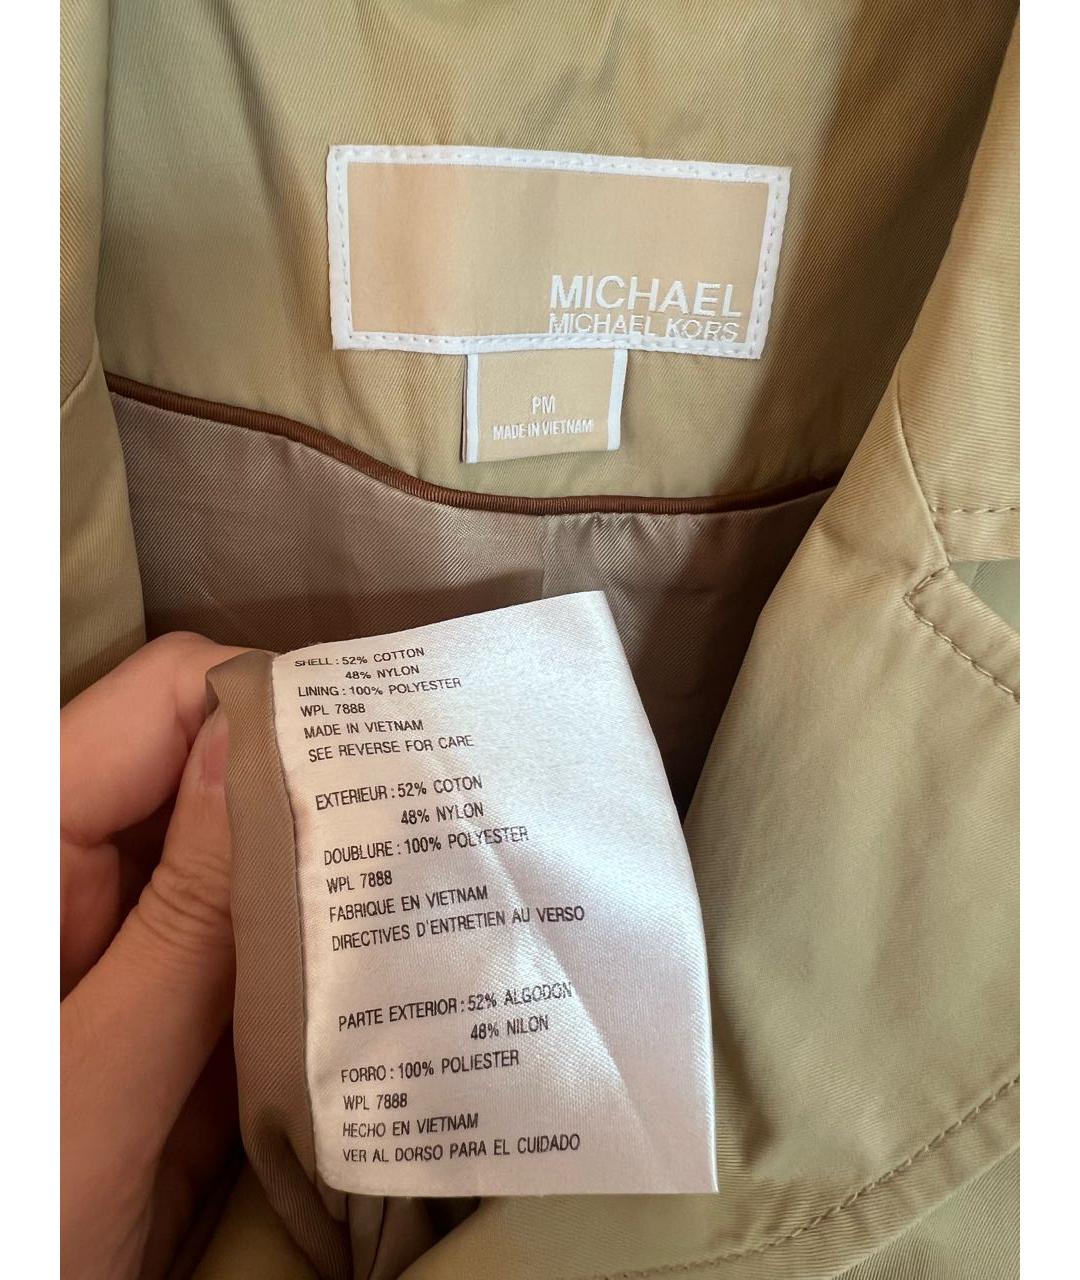 MICHAEL
MICHAEL KORS
PM
MADE IN VIETNAM
SHELL : 52% COTTON
48% NYLON
LINING : 100% POLYESTER
WPL 7888
MADE IN VIETNAM
SEE REVERSE FOR CARE
EXTERIEUR : 52% COTON
48% NYLON
DOUBLURE : 100% POLYESTER
WPL 7888
FABRIQUE EN VIETNAM
DIRECTIVES D'ENTRETIEN AU VERSO
PARTE EXTERIOR : 52% ALGODON
48% NILON
FORRO : 100% POLIESTER
WPL 7888
HECHO EN VIETNAM
VER AL DORSO PARA EL CUIDADO